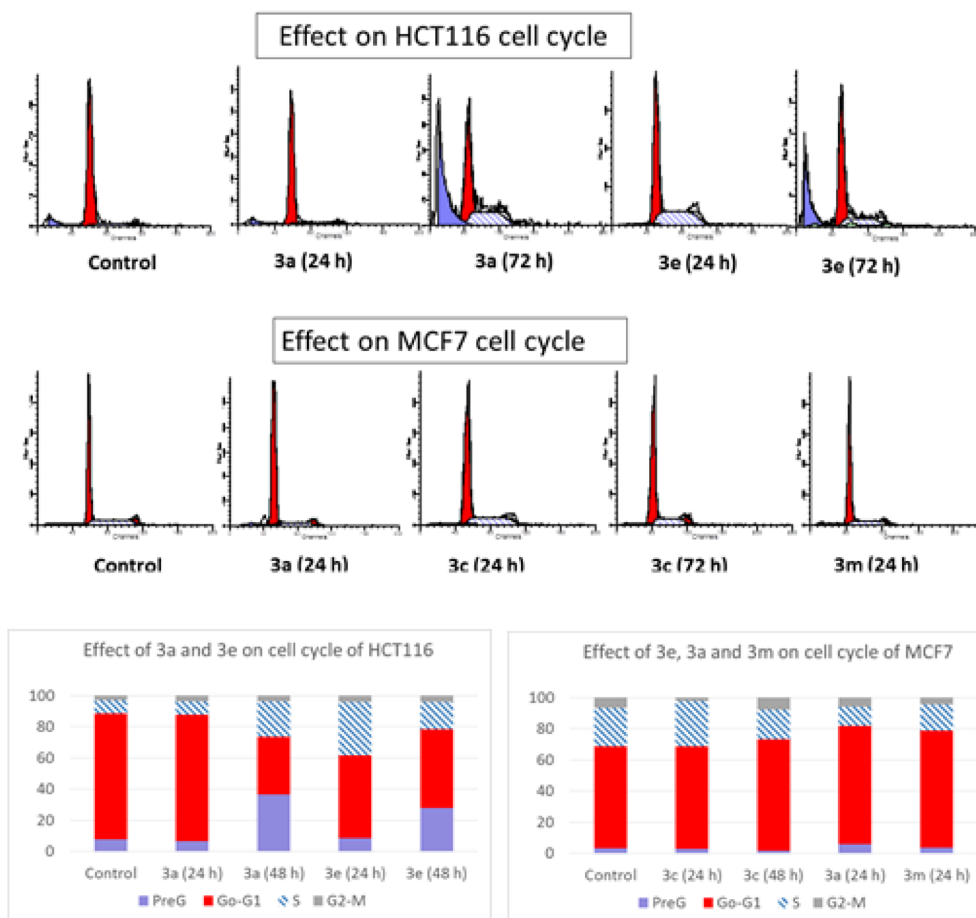 Effect on HCT116 cell cycle
Control 3a (24 h) 3a (72 h) 3e (24 h) 3e (72 h)
Effect on MCF7 cell cycle
Control 3a (24 h) 3c (24 h) 3c (72 h) 3m (24 h)
Effect of 3a and 3e on cell cycle of HCT116
100
80
60
40
20
0
Control 3a (24 h) 3a (48 h) 3e (24 h) 3e (48 h)
PreG Go-G1 S G2-M
Effect of 3e, 3a and 3m on cell cycle of MCF7
100
80
60
40
20
0
Control 3c (24 h) 3c (48 h) 3a (24 h) 3m (24 h)
PreG Go-G1 S G2-M